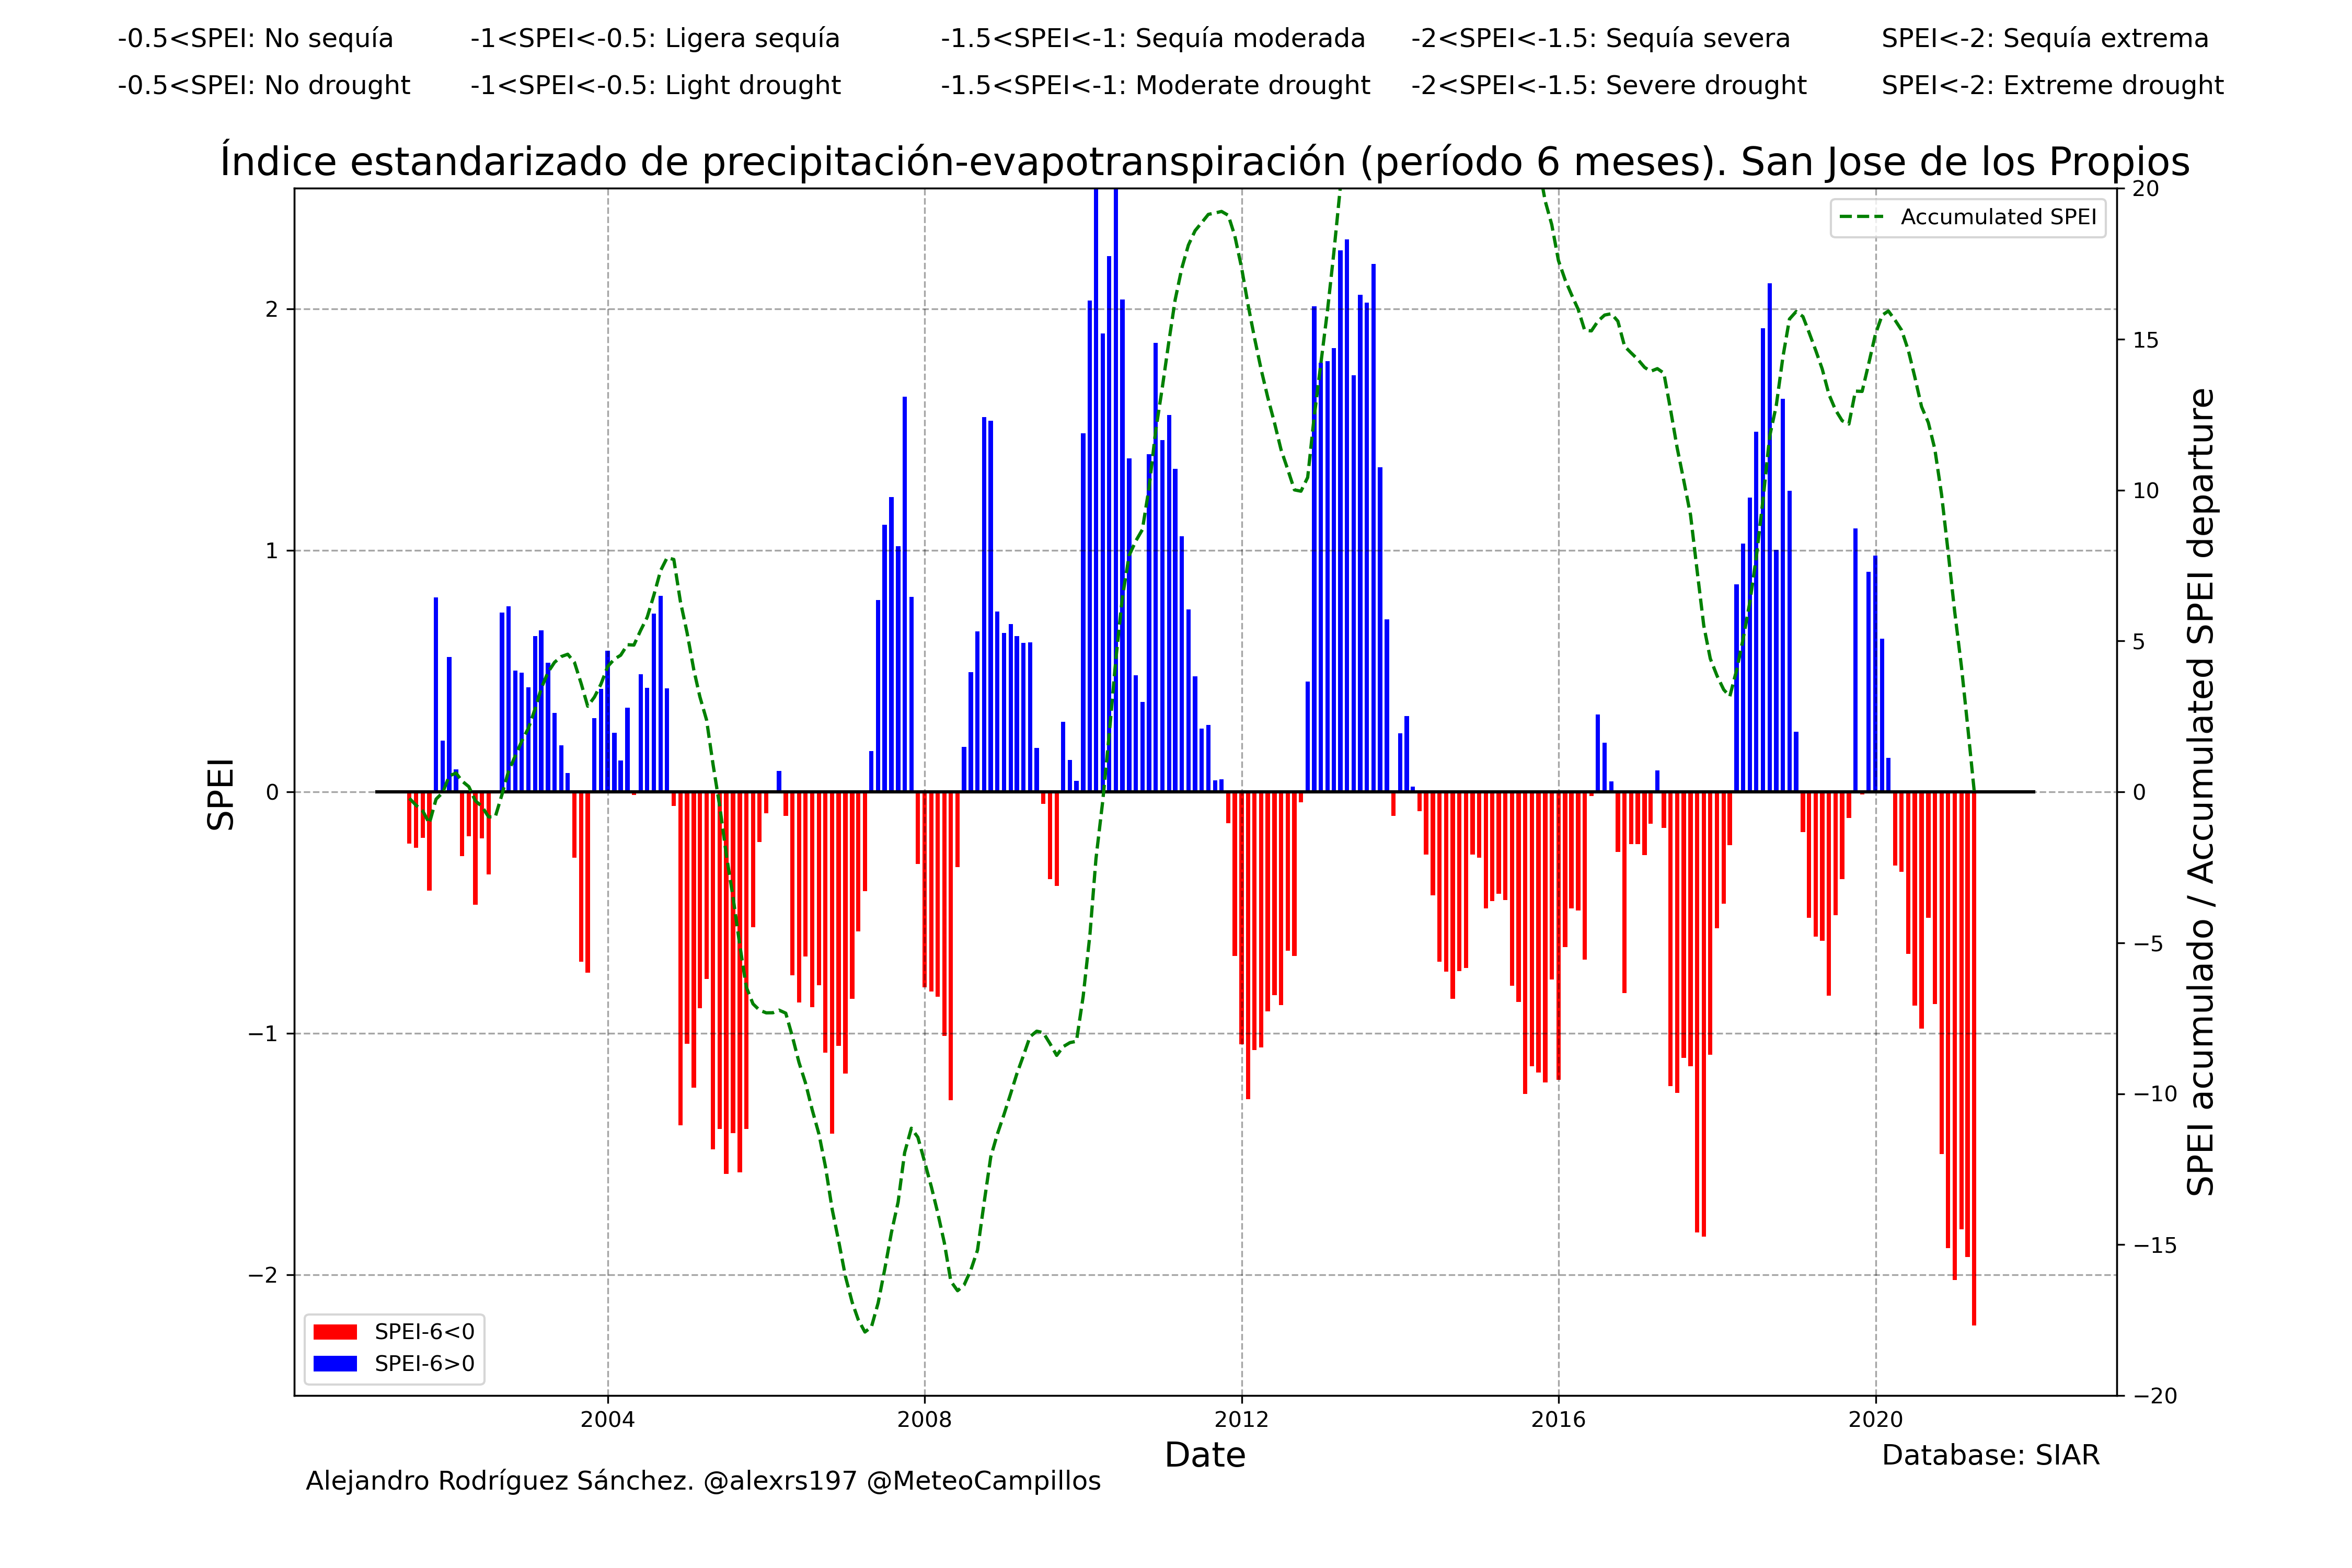 -0.5<SPEI: No sequía -1<SPEI<-0.5: Ligera sequía -1.5<SPEI<-1: Sequía moderada -2<SPEI<-1.5: Sequía severa SPEI<-2: Sequía extrema
-0.5<SPEI: No drought -1<SPEI<-0.5: Light drought -1.5<SPEI<-1: Moderate drought -2<SPEI<-1.5: Severe drought SPEI<-2: Extreme drought
Índice estandarizado de precipitación-evapotranspiración (período 6 meses). San Jose de los Propios
Accumulated SPEI
2
1
0
−1
−2
SPEI
20
15
10
5
0
−5
−10
−15
−20
SPEI acumulado / Accumulated SPEI departure
SPEI-6<0
SPEI-6>0
2004 2008 2012 2016 2020
Date
Database: SIAR
Alejandro Rodríguez Sánchez. @alexrs197 @MeteoCampillos